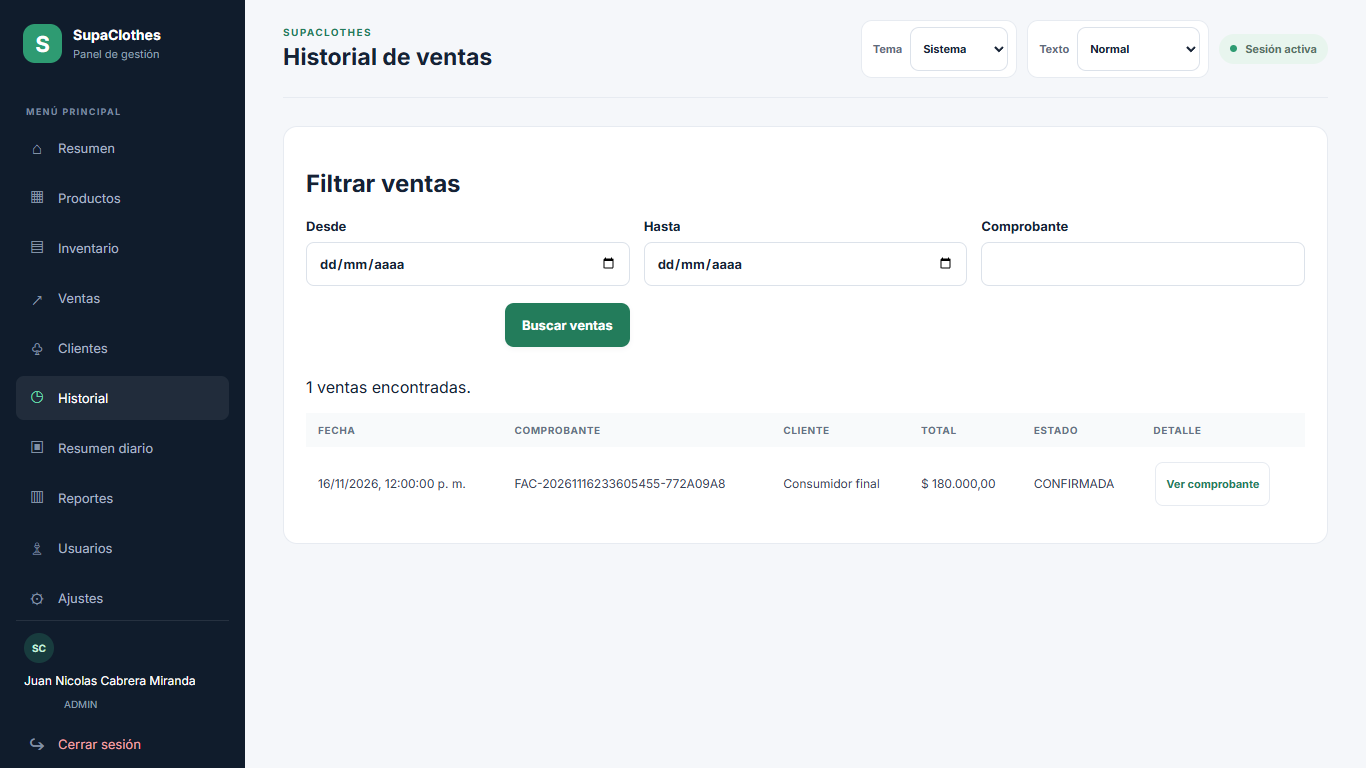 S
SupaClothes
Panel de gestión
MENÚ PRINCIPAL
Resumen
Productos
Inventario
Ventas
Clientes
Historial
Resumen diario
Reportes
Usuarios
Ajustes
SC
Juan Nicolas Cabrera Miranda
ADMIN
Cerrar sesión
SUPACLOTHES
Historial de ventas
Tema Sistema Texto Normal Sesión activa
Filtrar ventas
Desde Hasta Comprobante
dd/mm/aaaa dd/mm/aaaa
Buscar ventas
1 ventas encontradas.
FECHA COMPROBANTE CLIENTE TOTAL ESTADO DETALLE
16/11/2026, 12:00:00 p. m. FAC-20261116233605455-772A09A8 Consumidor final $ 180.000,00 CONFIRMADA Ver comprobante